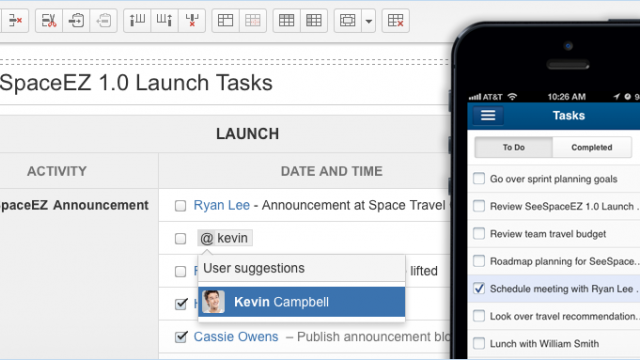 SpaceEZ 1.0 Launch Tasks
LAUNCH
ACTIVITY
DATE AND TIME
paceEZ Announcement
Ryan Lee - Announcement at Space Travel
@ kevin
User suggestions
lifted
Kevin Campbell
Cassie Owens – Publish announcement blo
AT&T
10:26 AM
Tasks
To Do
Completed
Go over sprint planning goals
Review SeeSpaceEZ 1.0 Launch ...
Review team travel budget
Roadmap planning for SeeSpace...
Schedule meeting with Ryan Lee ...
Look over travel recommendation...
Lunch with William Smith